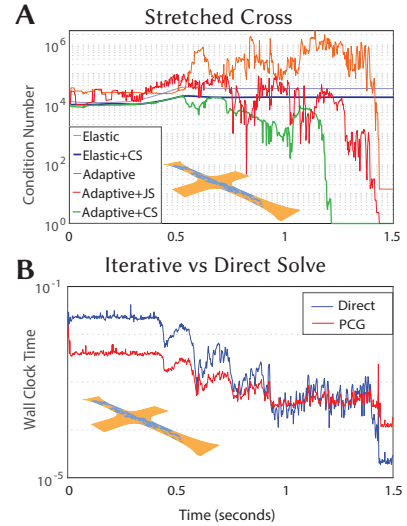 A
Stretched Cross
Condition Number
10^6
10^4
10^2
10^0
Elastic
Elastic+CS
Adaptive
Adaptive+JS
Adaptive+CS
0
0.5
1
1.5
B
Iterative vs Direct Solve
Wall Clock Time
10^-1
10^-5
Direct
PCG
0
0.5
1
1.5
Time (seconds)